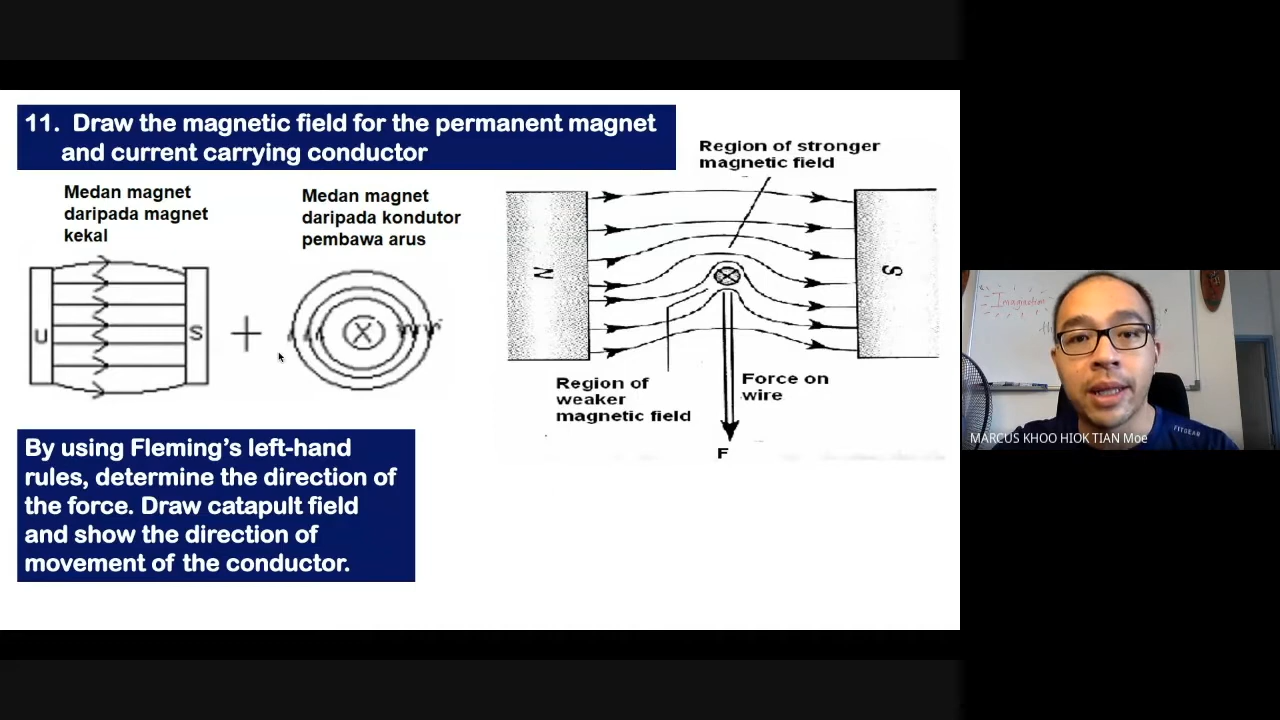 11. Draw the magnetic field for the permanent magnet
and current carrying conductor
Medan magnet
daripada magnet
kekal
Medan magnet
daripada kondutor
pembawa arus
U
S
+
X
Region of stronger
magnetic field
N
S
Region of
weaker
magnetic field
Force on
wire
F
By using Fleming's left-hand
rules, determine the direction of
the force. Draw catapult field
and show the direction of
movement of the conductor.
MARCUS KHOO HIOK TIAN Moe
FITGEAR